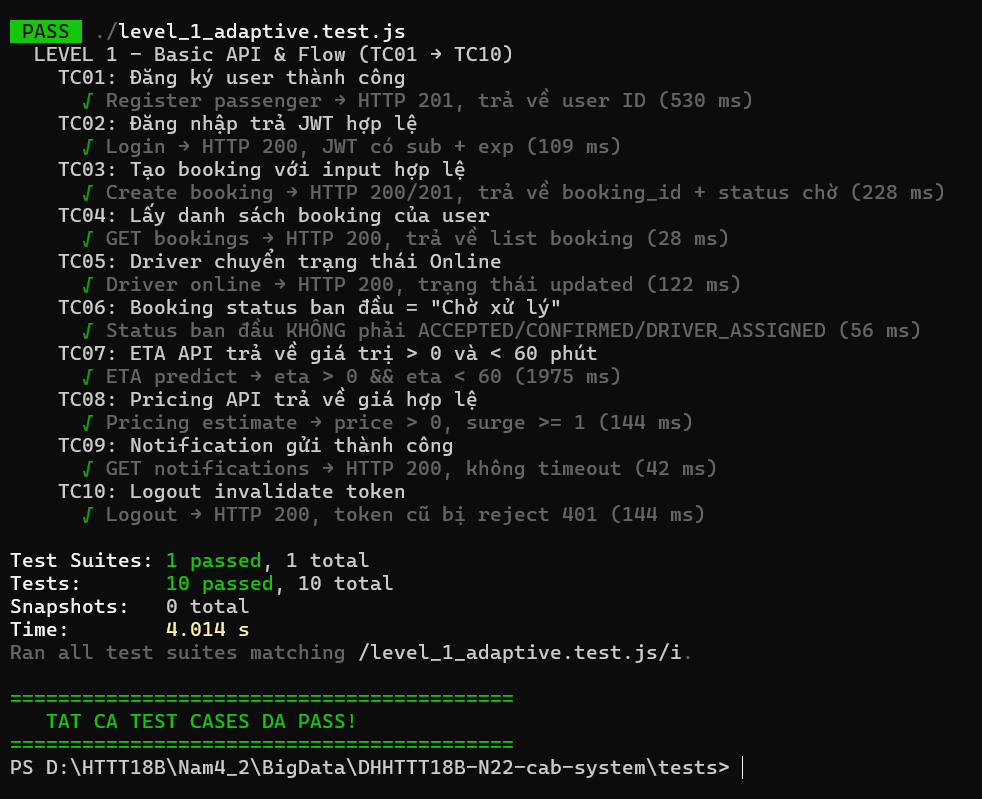 PASS ./level_1_adaptive.test.js
LEVEL 1 – Basic API & Flow (TC01 → TC10)
TC01: Đăng ký user thành công
√ Register passenger → HTTP 201, trả về user ID (530 ms)
TC02: Đăng nhập trả JWT hợp lệ
√ Login → HTTP 200, JWT có sub + exp (109 ms)
TC03: Tạo booking với input hợp lệ
√ Create booking → HTTP 200/201, trả về booking_id + status chờ (228 ms)
TC04: Lấy danh sách booking của user
√ GET bookings → HTTP 200, trả về list booking (28 ms)
TC05: Driver chuyển trạng thái Online
√ Driver online → HTTP 200, trạng thái updated (122 ms)
TC06: Booking status ban đầu = "Chờ xử lý"
√ Status ban đầu KHÔNG phải ACCEPTED/CONFIRMED/DRIVER_ASSIGNED (56 ms)
TC07: ETA API trả về giá trị > 0 và < 60 phút
√ ETA predict → eta > 0 && eta < 60 (1975 ms)
TC08: Pricing API trả về giá hợp lệ
√ Pricing estimate → price > 0, surge >= 1 (144 ms)
TC09: Notification gửi thành công
√ GET notifications → HTTP 200, không timeout (42 ms)
TC10: Logout invalidate token
√ Logout → HTTP 200, token cũ bị reject 401 (144 ms)
Test Suites: 1 passed, 1 total
Tests: 10 passed, 10 total
Snapshots: 0 total
Time: 4.014 s
Ran all test suites matching /level_1_adaptive.test.js/i.
==========================================
TAT CA TEST CASES DA PASS!
==========================================
PS D:\HTTT18B\Nam4_2\BigData\DHHTTT18B-N22-cab-system\tests>